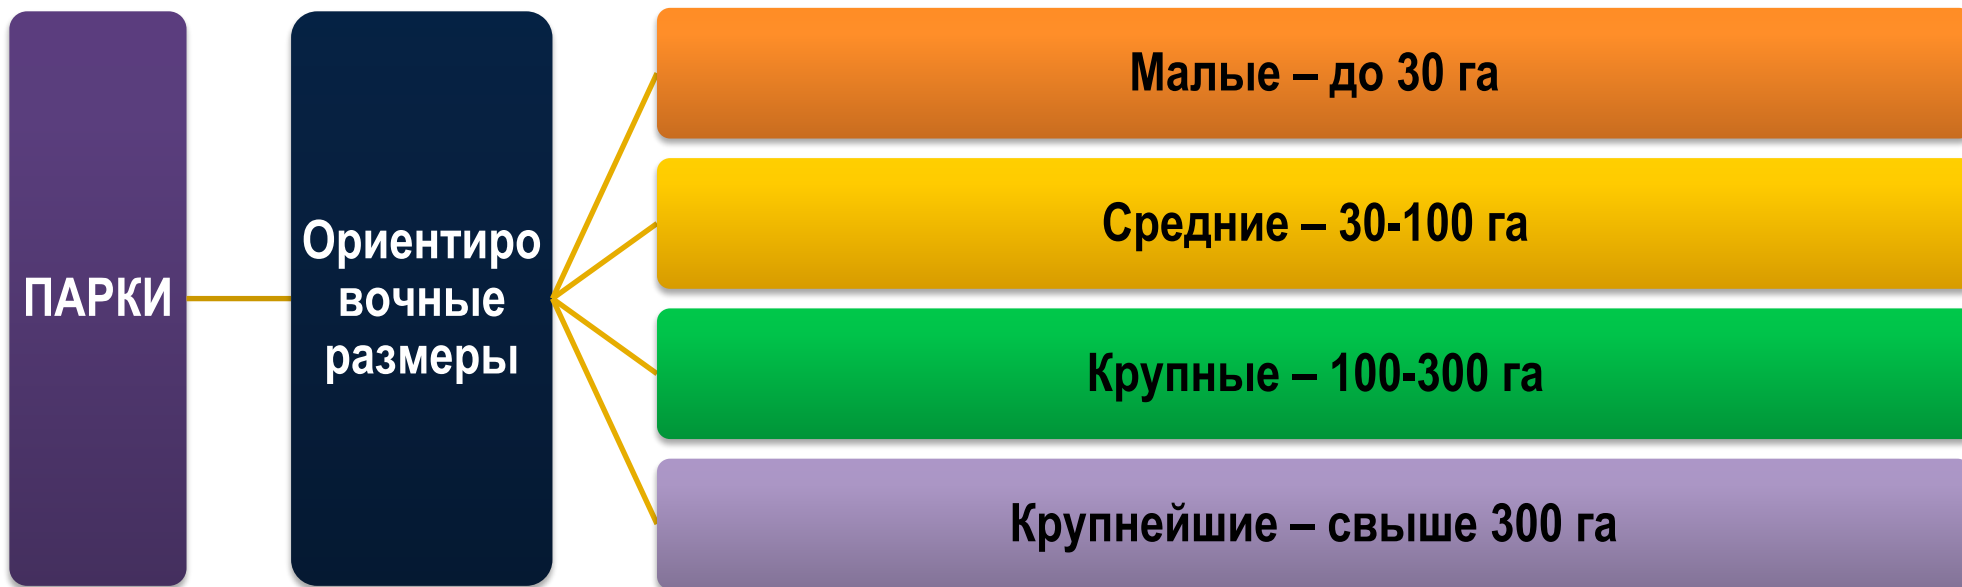 ПАРКИ
Ориентиро
вочные
размеры
Малые – до 30 га
Средние – 30-100 га
Крупные – 100-300 га
Крупнейшие – свыше 300 га